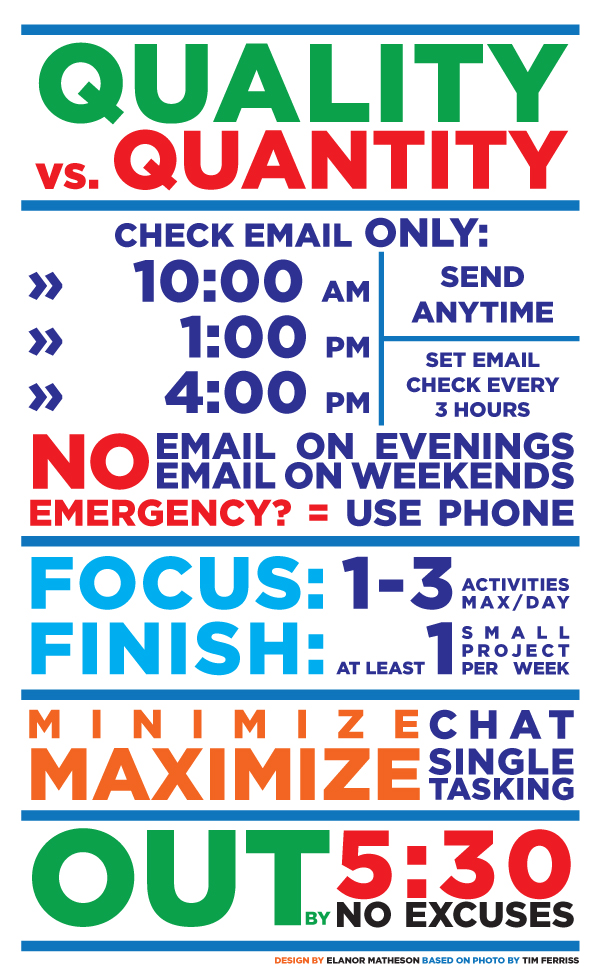 QUALITY
vs. QUANTITY
CHECK EMAIL ONLY:
» 10:00 AM
» 1:00 PM
» 4:00 PM
SEND
ANYTIME
SET EMAIL
CHECK EVERY
3 HOURS
NO EMAIL ON EVENINGS
EMAIL ON WEEKENDS
EMERGENCY? = USE PHONE
FOCUS: 1-3 ACTIVITIES
MAX/DAY
FINISH: AT LEAST 1 SMALL
PROJECT
PER WEEK
MINIMIZE CHAT
MAXIMIZE SINGLE
TASKING
OUT BY 5:30
NO EXCUSES
DESIGN BY ELANOR MATHESON BASED ON PHOTO BY TIM FERRISS